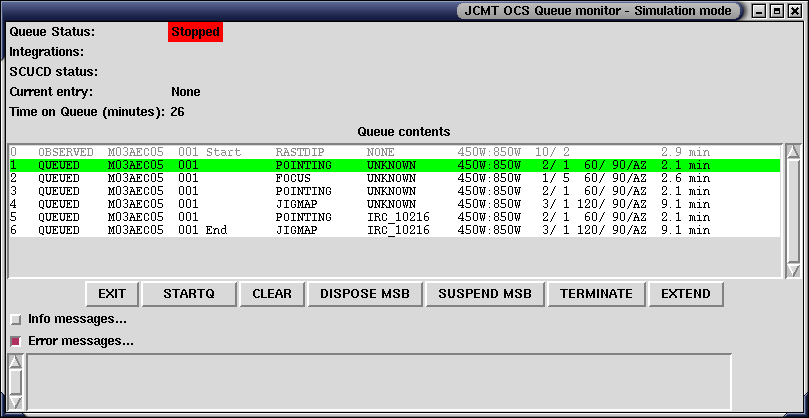 JCMT OCS Queue monitor - Simulation mode
Queue Status: Stopped
Integrations:
SCUCD status:
Current entry: None
Time on Queue (minutes): 26
Queue contents
0 OBSERVED M03AEC05 001 Start RASTDIP NONE 450W:850W 10/ 2 2.9 min
1 QUEUED M03AEC05 001 POINTING UNKNOWN 450W:850W 2/ 1 60/ 90/AZ 2.1 min
2 QUEUED M03AEC05 001 FOCUS UNKNOWN 450W:850W 1/ 5 60/ 90/AZ 2.6 min
3 QUEUED M03AEC05 001 POINTING UNKNOWN 450W:850W 2/ 1 60/ 90/AZ 2.1 min
4 QUEUED M03AEC05 001 JIGMAP UNKNOWN 450W:850W 3/ 1 120/ 90/AZ 9.1 min
5 QUEUED M03AEC05 001 POINTING IRC_10216 450W:850W 2/ 1 60/ 90/AZ 2.1 min
6 QUEUED M03AEC05 001 End JIGMAP IRC_10216 450W:850W 3/ 1 120/ 90/AZ 9.1 min
EXIT STARTQ CLEAR DISPOSE MSB SUSPEND MSB TERMINATE EXTEND
Info messages...
Error messages...